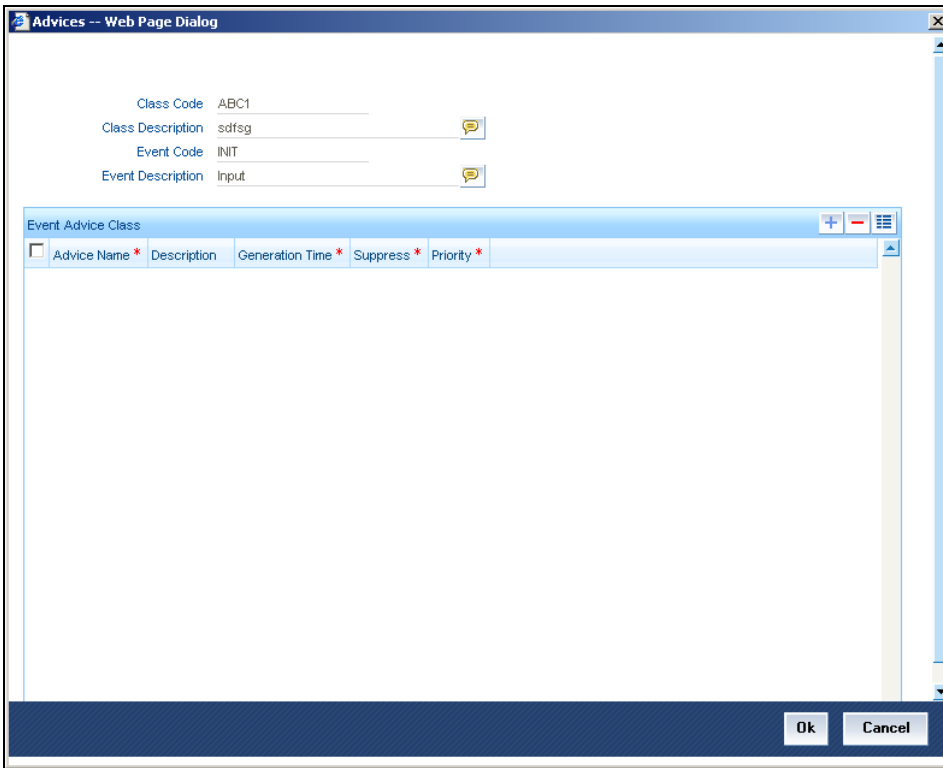 Advices -- Web Page Dialog
Class Code ABC1
Class Description sdfsg
Event Code INIT
Event Description Input
Event Advice Class
Advice Name * Description Generation Time * Suppress * Priority *
Ok Cancel